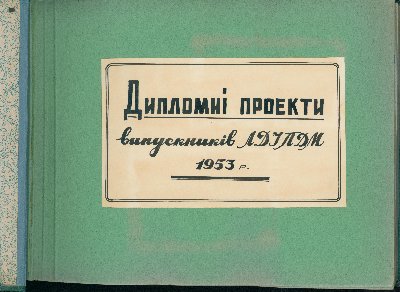 Дипломні проекти
випускників ЛДІПДМ
1953 р.